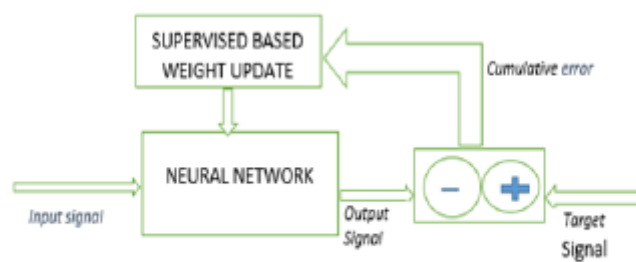 SUPERVISED BASED
WEIGHT UPDATE
Cumulative error
NEURAL NETWORK
Input signal
Output
Signal
Target
Signal